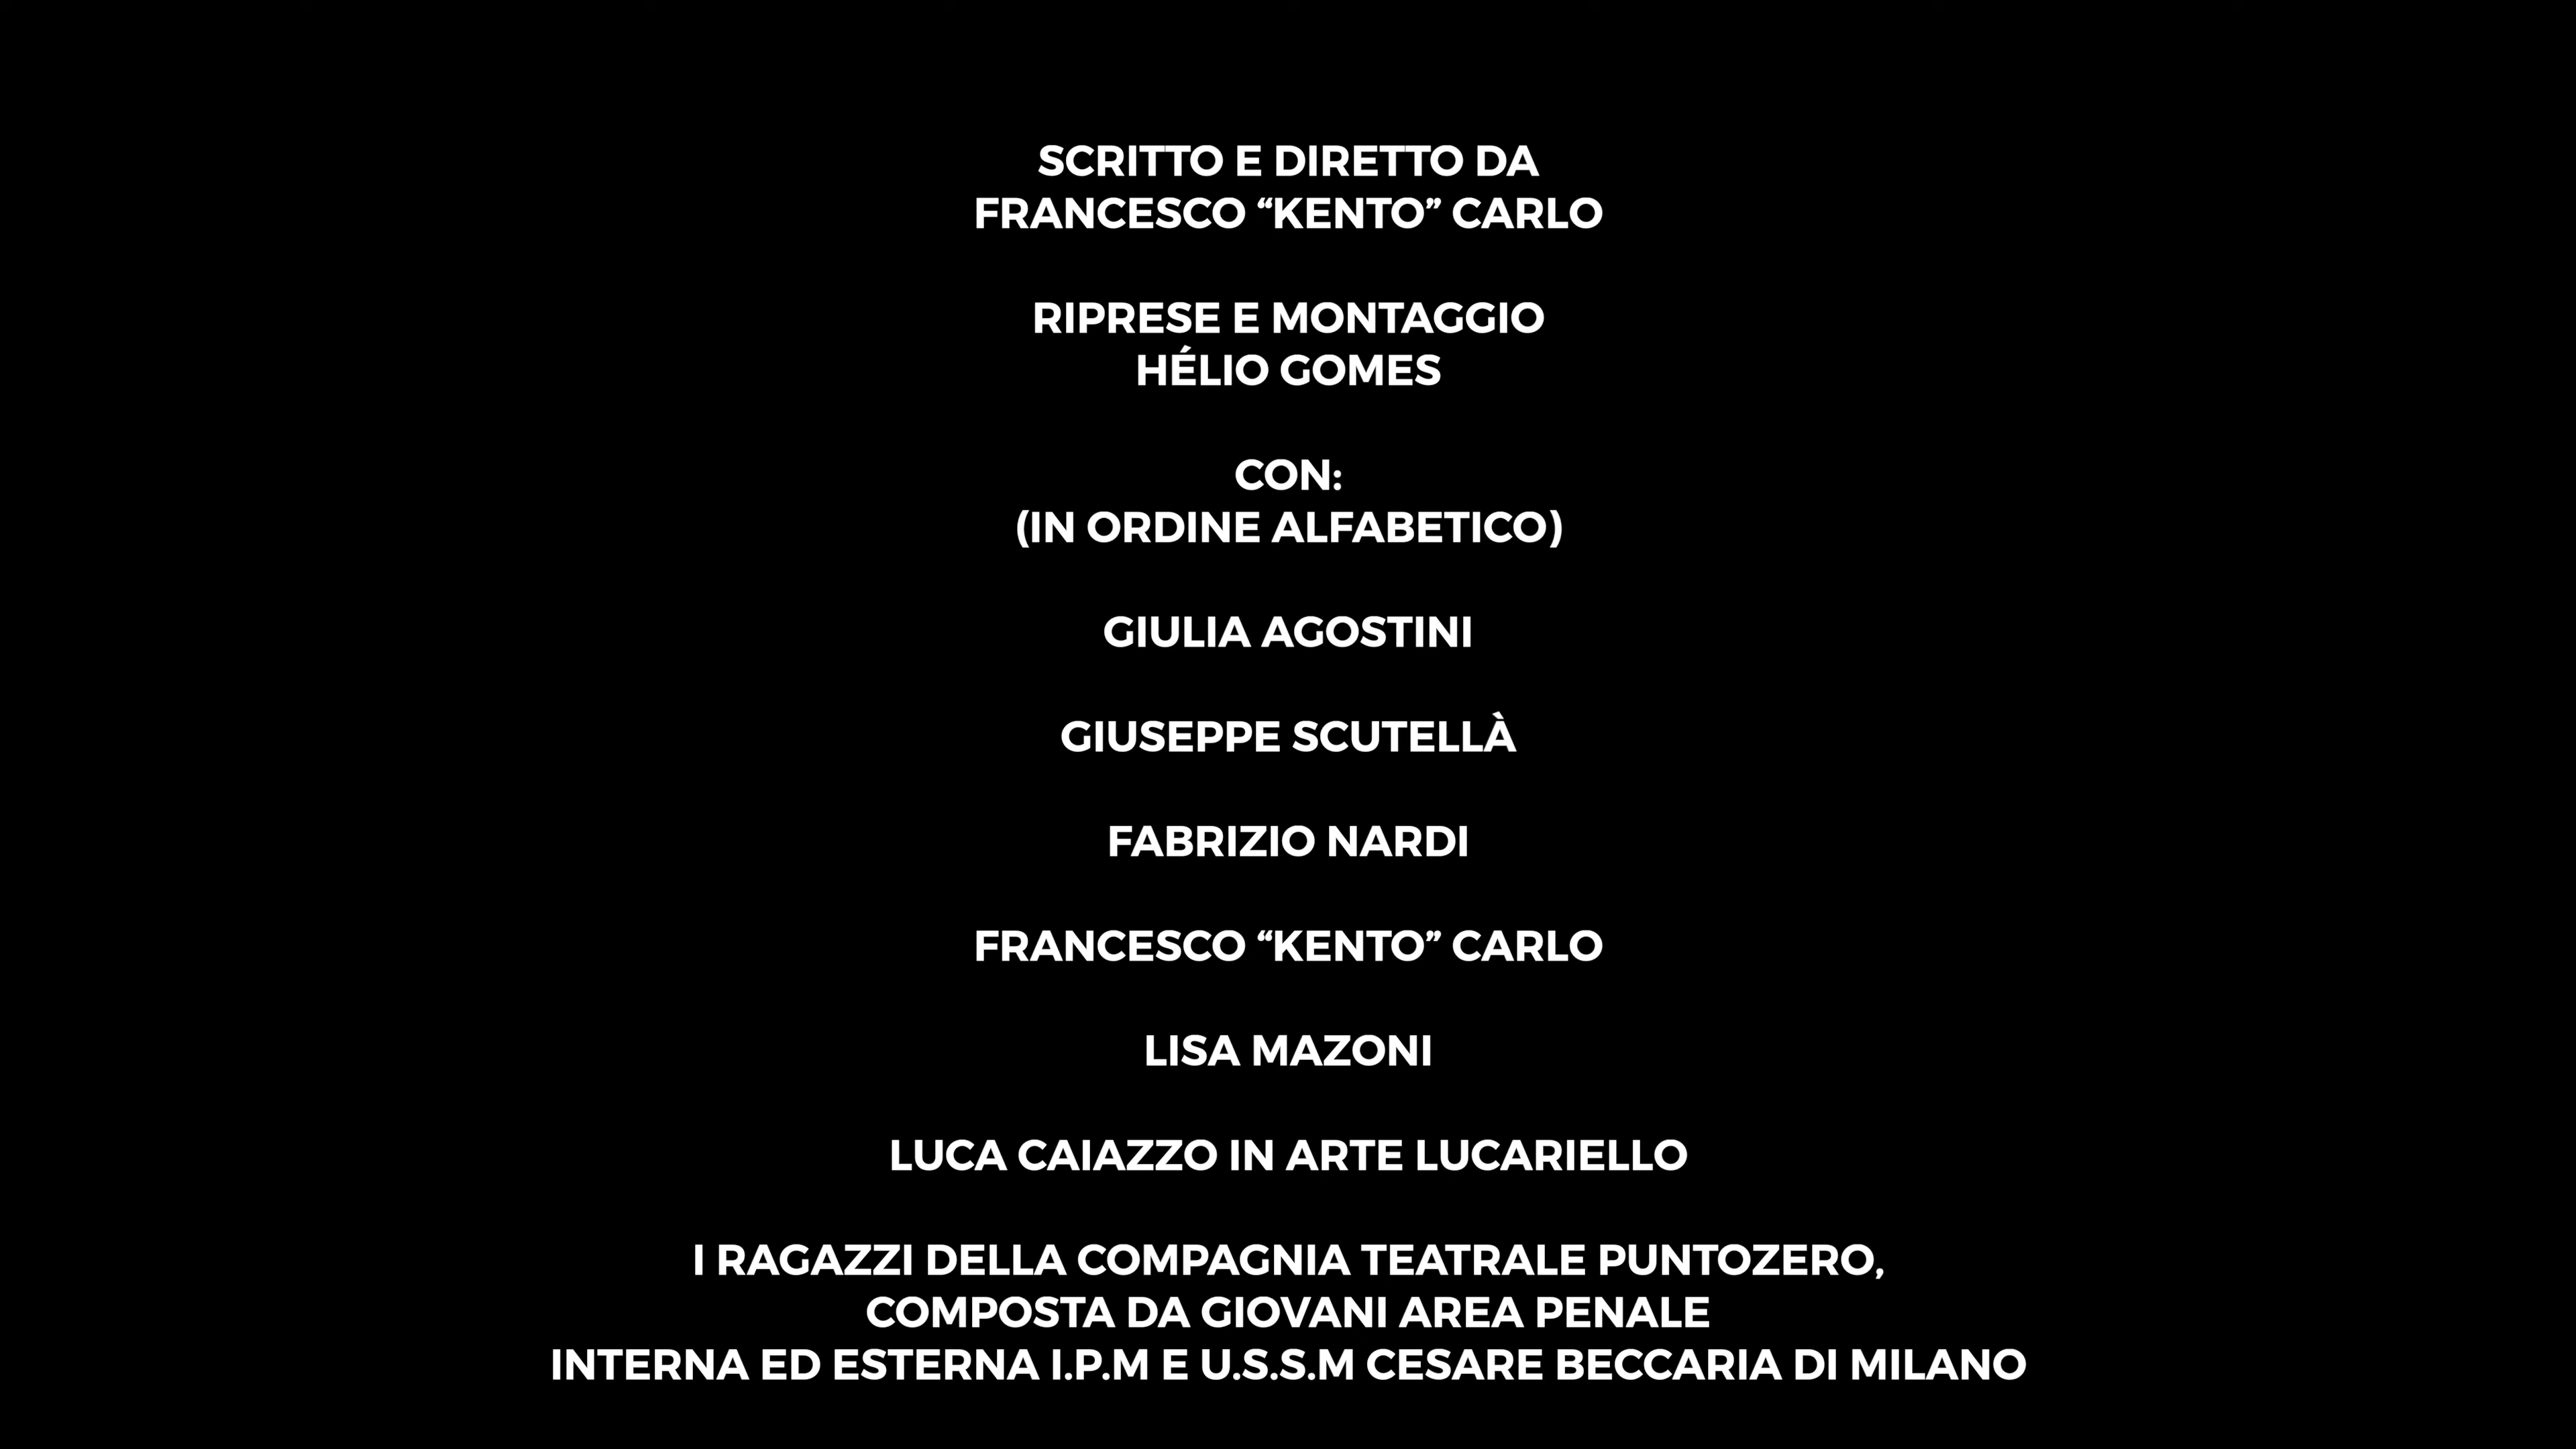 SCRITTO E DIRETTO DA
FRANCESCO “KENTO” CARLO
RIPRESE E MONTAGGIO
HÉLIO GOMES
CON:
(IN ORDINE ALFABETICO)
GIULIA AGOSTINI
GIUSEPPE SCUTELLÀ
FABRIZIO NARDI
FRANCESCO “KENTO” CARLO
LISA MAZONI
LUCA CAIAZZO IN ARTE LUCARIELLO
I RAGAZZI DELLA COMPAGNIA TEATRALE PUNTOZERO,
COMPOSTA DA GIOVANI AREA PENALE
INTERNA ED ESTERNA I.P.M E U.S.S.M CESARE BECCARIA DI MILANO